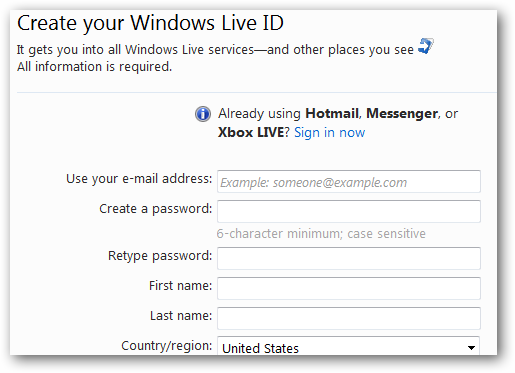 Create your Windows Live ID
It gets you into all Windows Live services—and other places you see
All information is required.
Already using Hotmail, Messenger, or
Xbox LIVE? Sign in now
Use your e-mail address: Example: someone@example.com
Create a password:
6-character minimum; case sensitive
Retype password:
First name:
Last name:
Country/region: United States